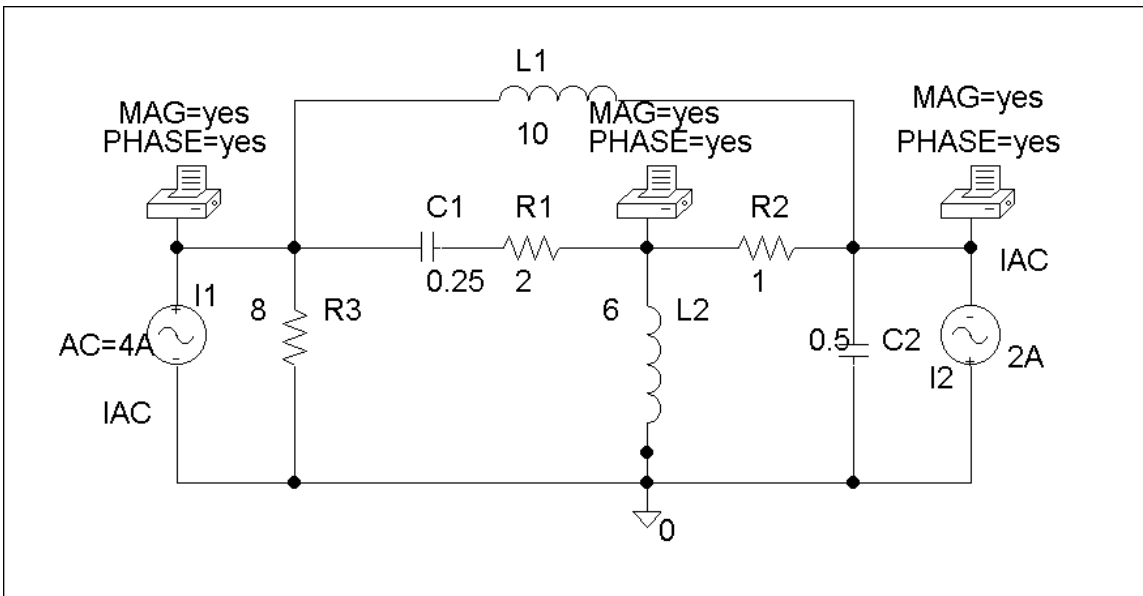 L1
MAG=yes
PHASE=yes
10
MAG=yes
PHASE=yes
MAG=yes
PHASE=yes
C1
R1
R2
0.25
2
1
IAC
I1
8
R3
6
L2
AC=4A
0.5
C2
2A
I2
IAC
0